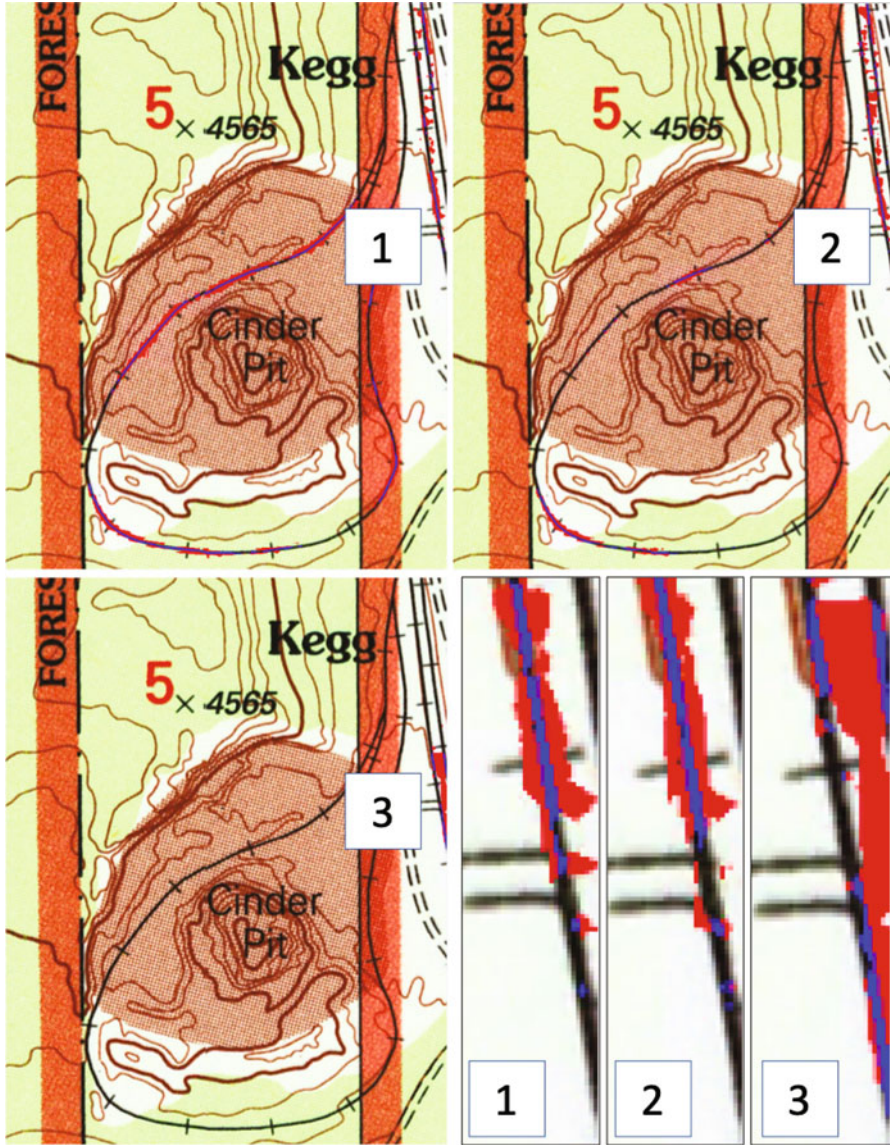 FORES
Kegg
5 × 4565
1
Cinder
Pit
FORES
Kegg
5 × 4565
2
Cinder
Pit
FORES
Kegg
5 × 4565
3
Cinder
Pit
1
2
3